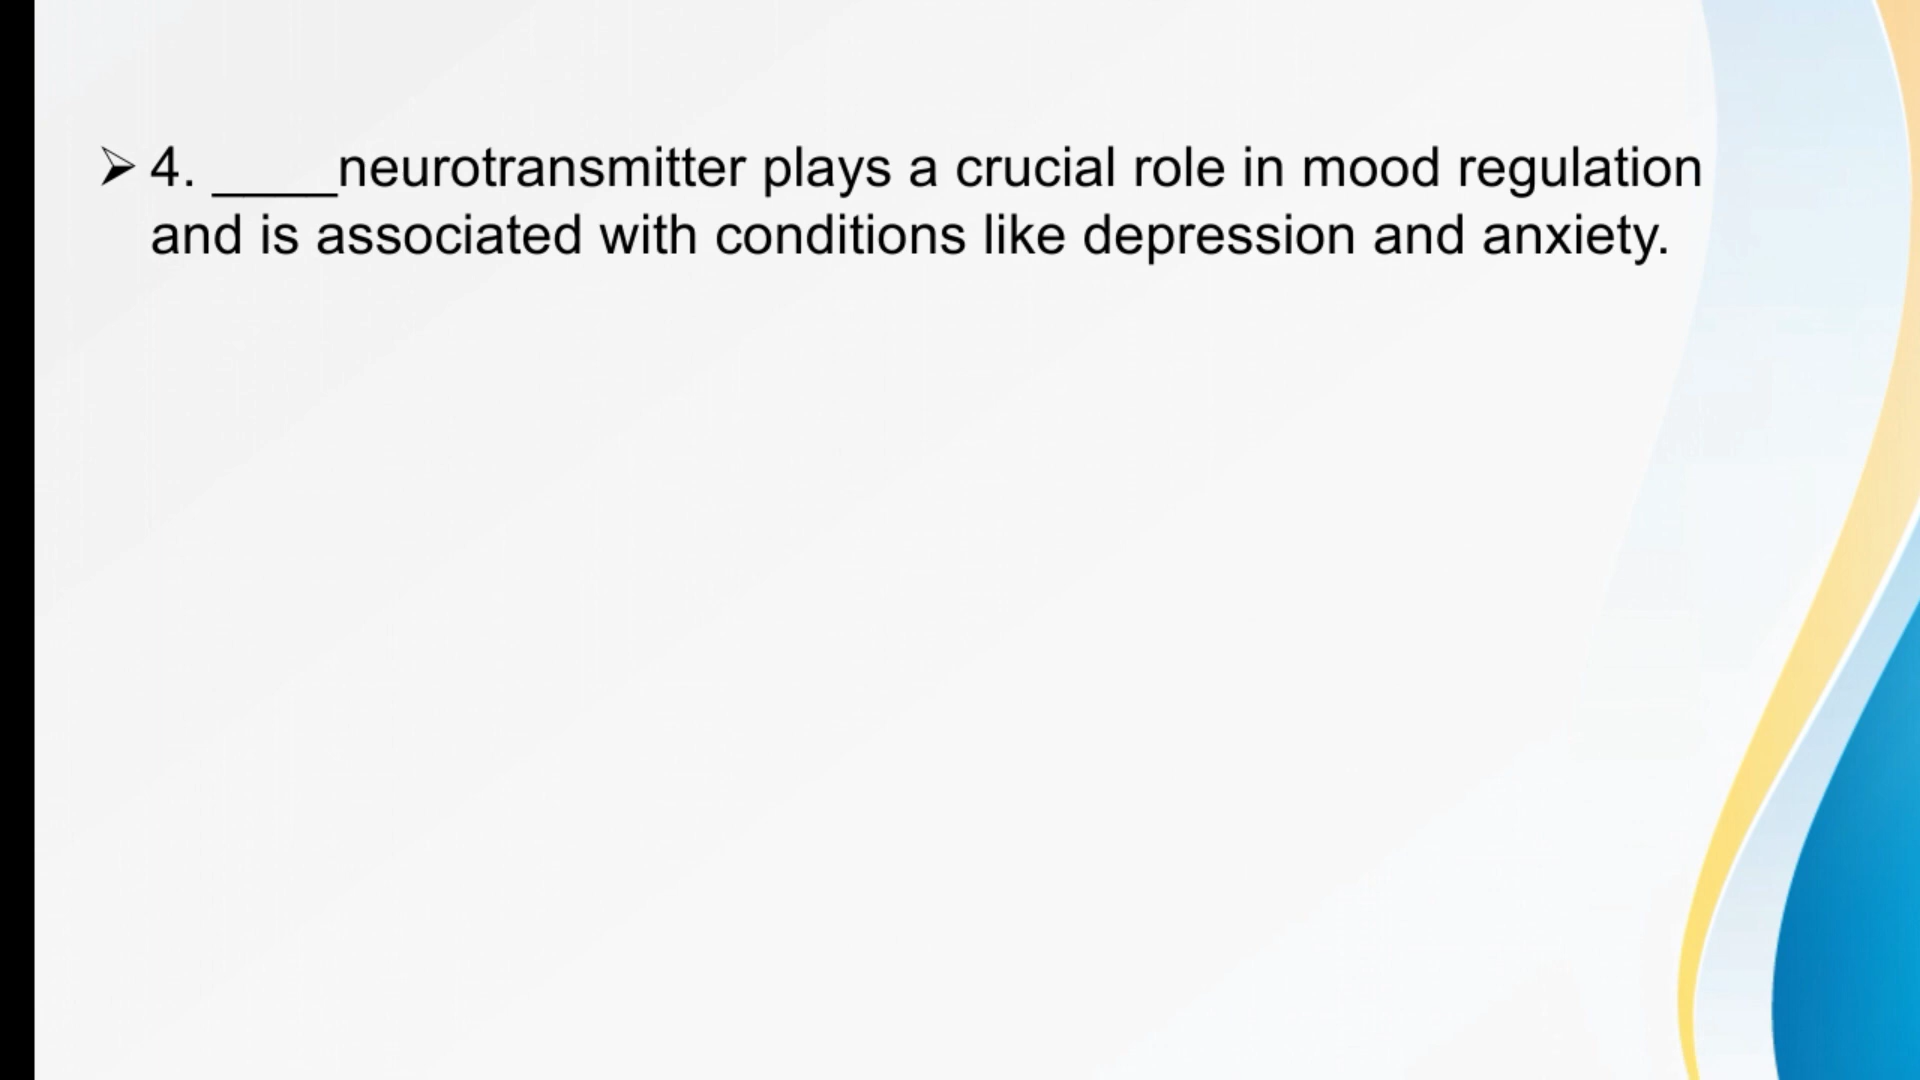 ➢ 4. ____neurotransmitter plays a crucial role in mood regulation
and is associated with conditions like depression and anxiety.